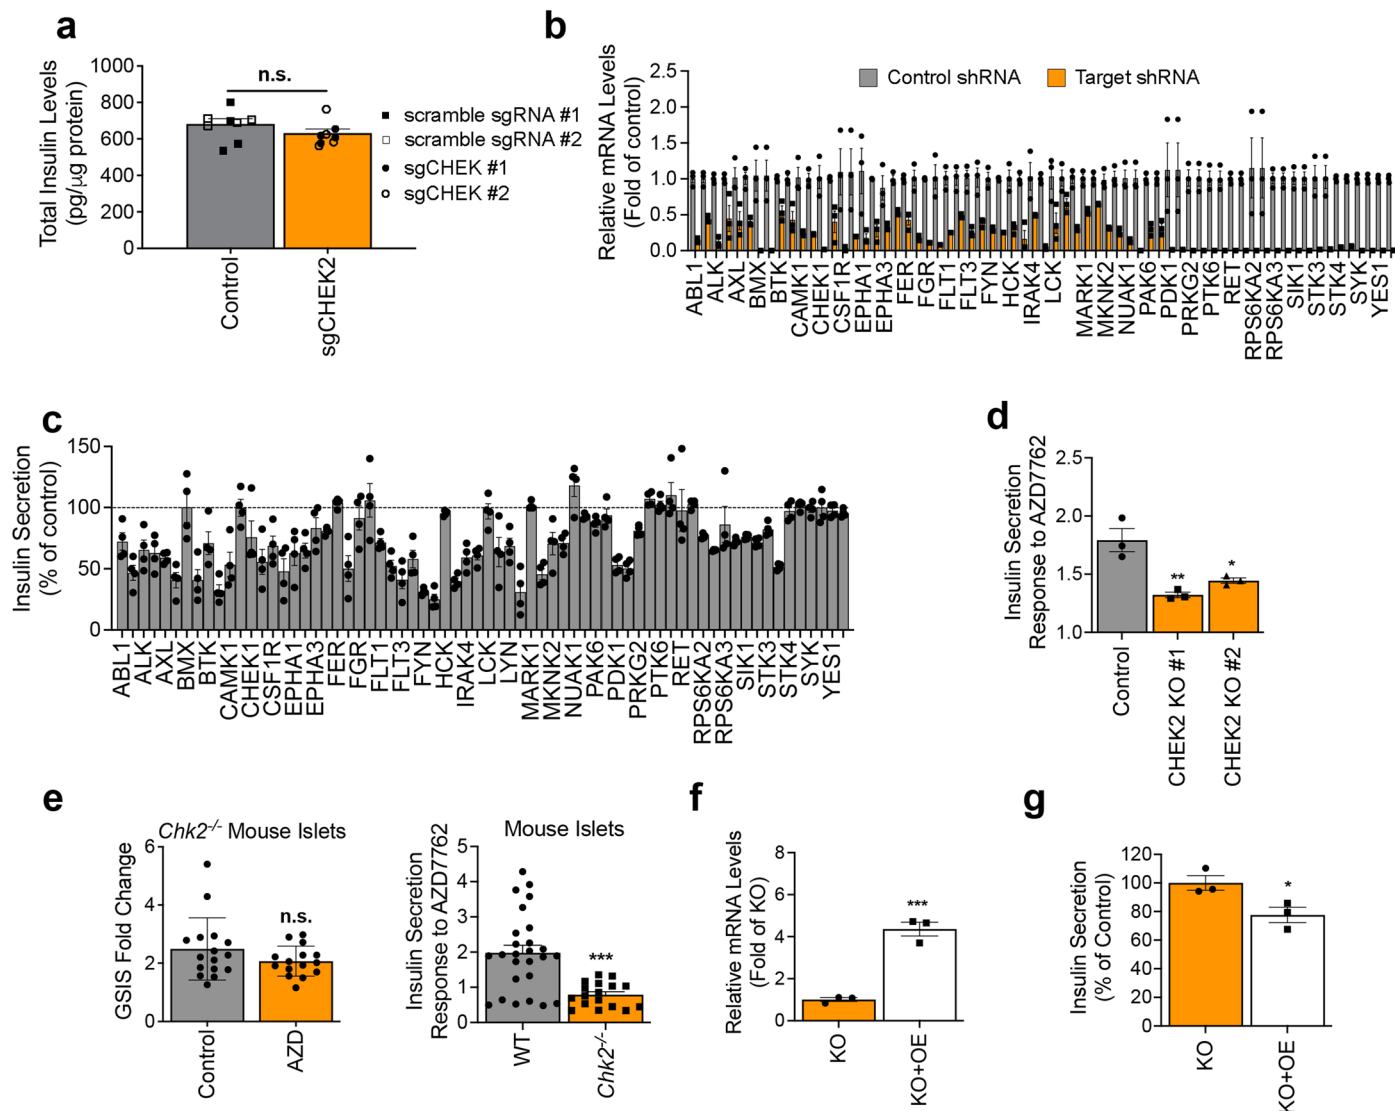 a
n.s.
Total Insulin Levels
(pg/µg protein)
1000
800
600
400
200
0
Control
sgCHEK2
scramble sgRNA #1
scramble sgRNA #2
sgCHEK #1
sgCHEK #2
b
Control shRNA
Target shRNA
Relative mRNA Levels
(Fold of control)
2.5
2.0
1.5
1.0
0.5
0.0
ABL1
ALK
AXL
BMX
BTK
CAMK1
CHEK1
CSF1R
EPHA1
EPHA3
FER
FGR
FLT1
FLT3
FYN
HCK
IRAK4
LCK
MARK1
MKNK2
NUAK1
PAK6
PDK1
PRKG2
PTK6
RET
RPS6KA2
RPS6KA3
SIK1
STK3
STK4
SYK
YES1
c
Insulin Secretion
(% of control)
150
100
50
0
ABL1
ALK
AXL
BMX
BTK
CAMK1
CHEK1
CSF1R
EPHA1
EPHA3
FER
FGR
FLT1
FLT3
FYN
HCK
IRAK4
LCK
LYN
MARK1
MKNK2
NUAK1
PAK6
PDK1
PRKG2
PTK6
RET
RPS6KA2
RPS6KA3
SIK1
STK3
STK4
SYK
YES1
d
Insulin Secretion
Response to AZD7762
2.5
2.0
1.5
1.0
**
*
Control
CHEK2 KO #1
CHEK2 KO #2
e
Chk2-/- Mouse Islets
GSIS Fold Change
6
4
2
0
n.s.
Control
AZD
Mouse Islets
Insulin Secretion
Response to AZD7762
5
4
3
2
1
0
***
WT
Chk2-/-
f
Relative mRNA Levels
(Fold of KO)
8
6
4
2
0
***
KO
KO+OE
g
Insulin Secretion
(% of Control)
120
100
80
60
40
20
0
*
KO
KO+OE